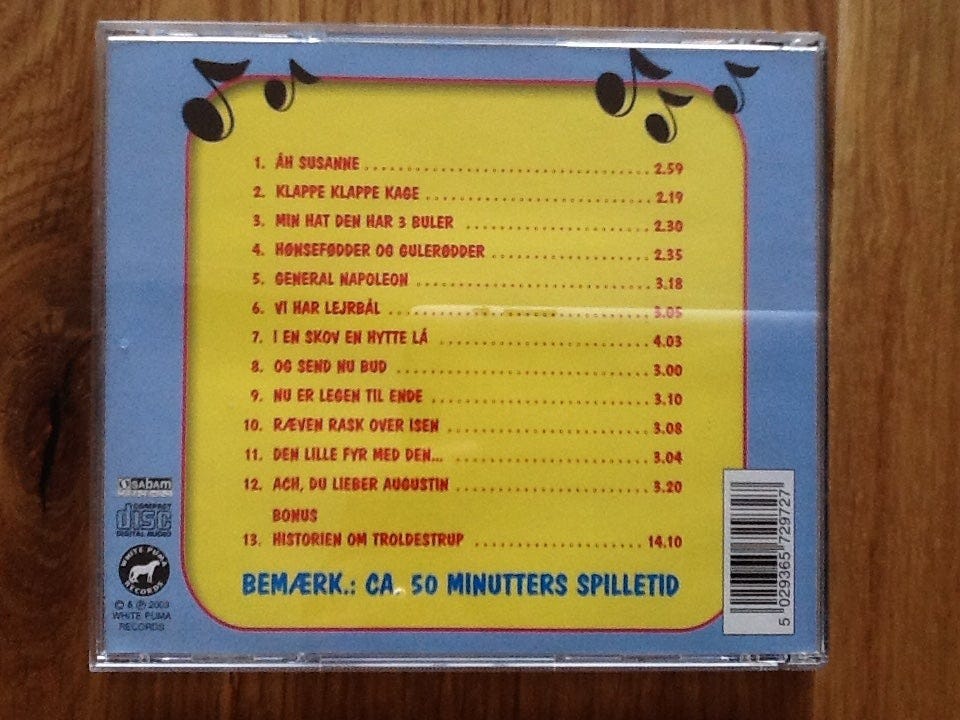 1. ÅH SUSANNE .......... 2.59
2. KLAPPE KLAPPE KAGE .......... 2.19
3. MIN HAT DEN HAR 3 BULER .......... 2.30
4. HØNSEFØDDER OG GULERØDDER .......... 2.35
5. GENERAL NAPOLEON .......... 3.18
6. VI HAR LEJRBÅL .......... 3.05
7. I EN SKOV EN HYTTE LÅ .......... 4.03
8. OG SEND NU BUD .......... 3.00
9. NU ER LEGEN TIL ENDE .......... 3.10
10. RÆVEN RASK OVER ISEN .......... 3.08
11. DEN LILLE FYR MED DEN... .......... 3.04
12. ACH, DU LIEBER AUGUSTIN .......... 3.20
BONUS
13. HISTORIEN OM TROLDESTRUP .......... 14.10
BEMÆRK.: CA. 50 MINUTTERS SPILLETID
sabam
COMPACT
disc
DIGITAL AUDIO
WHITE PUMA
RECORDS
© & ℗ 2003
WHITE PUMA
RECORDS
5 029365 729727